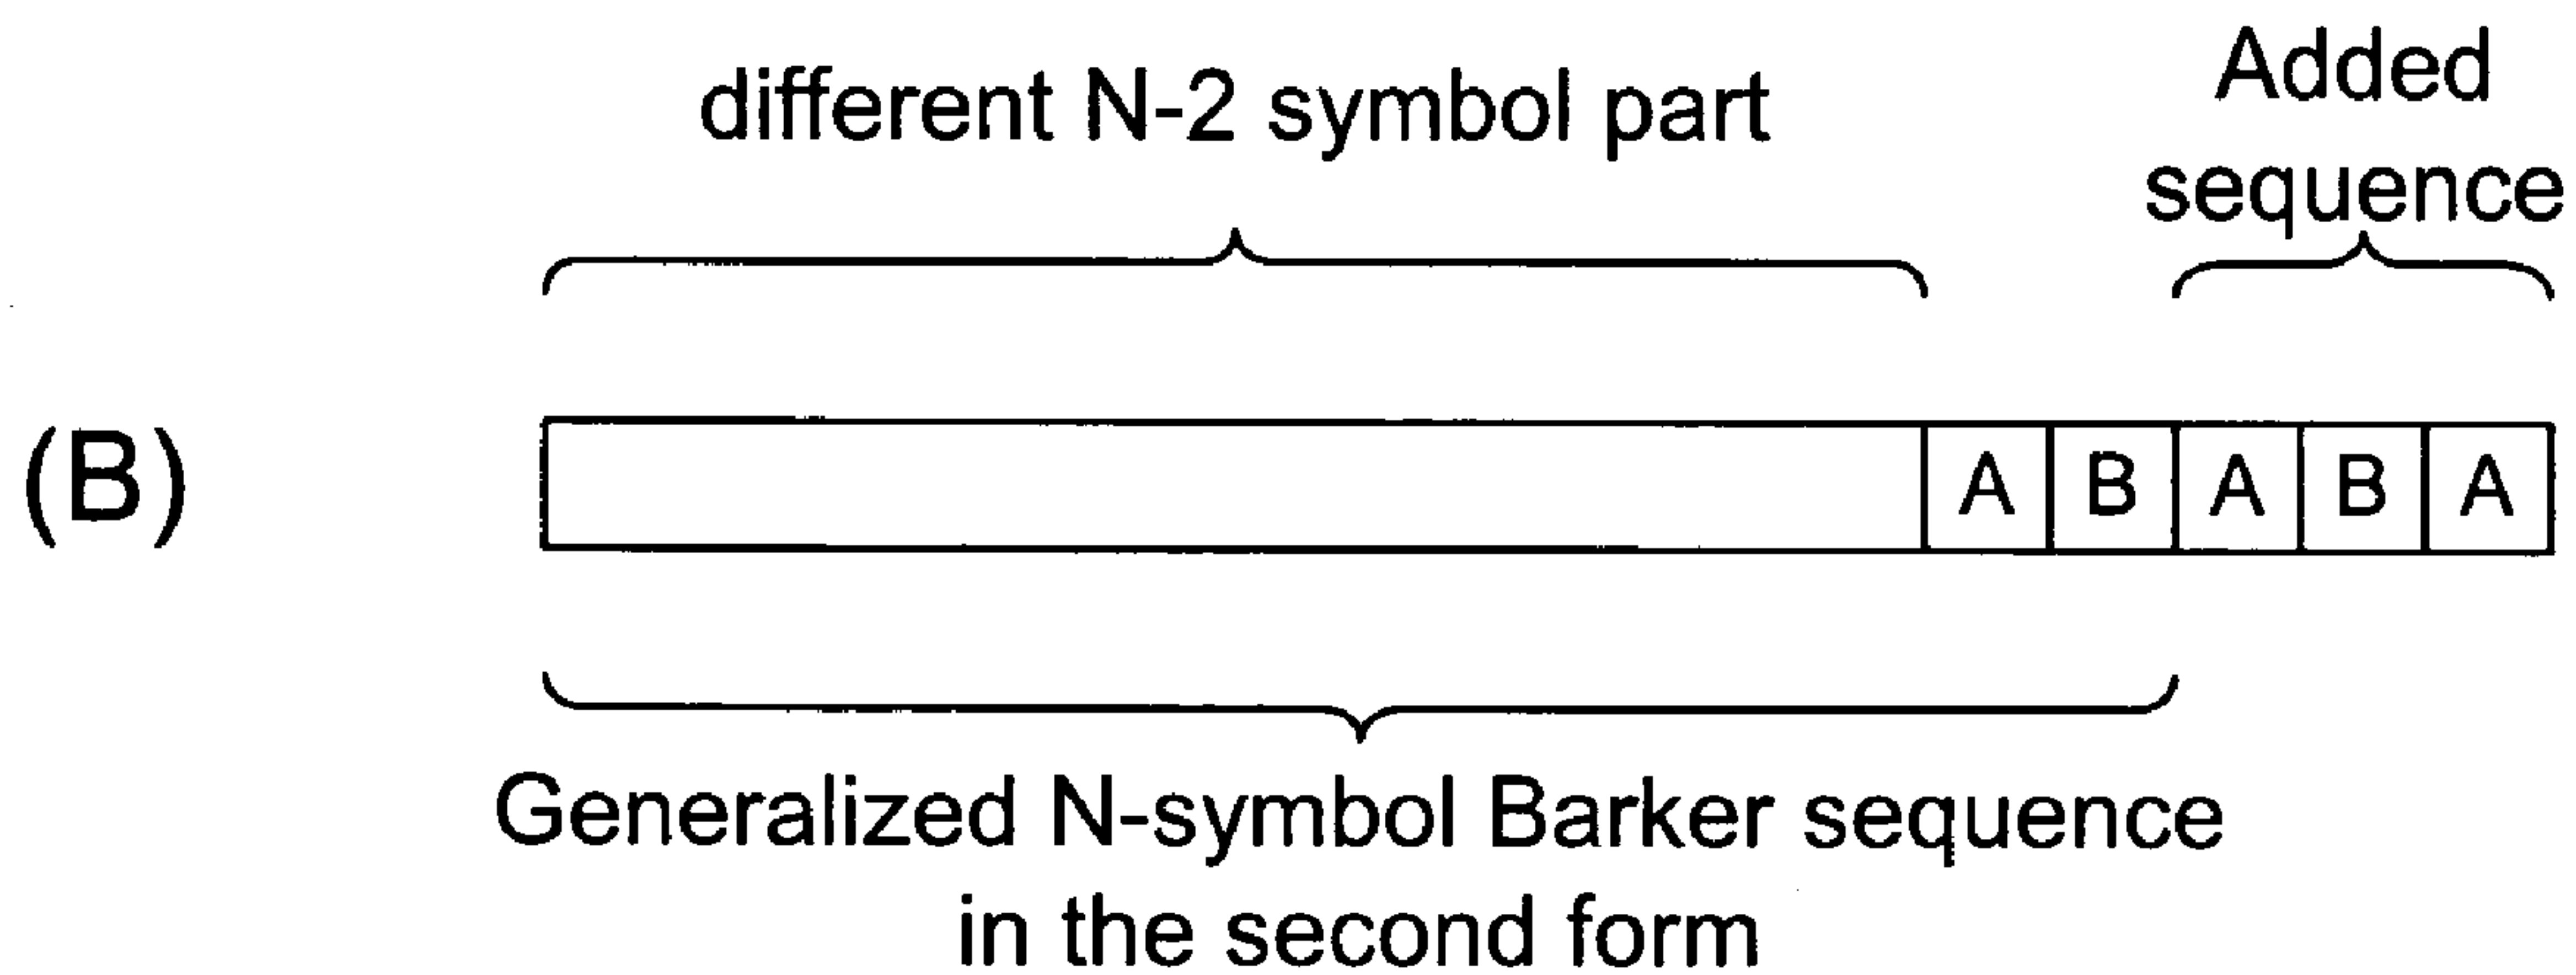 Added
different N-2 symbol part
sequence
(B)
A B A B A
Generalized N-symbol Barker sequence
in the second form